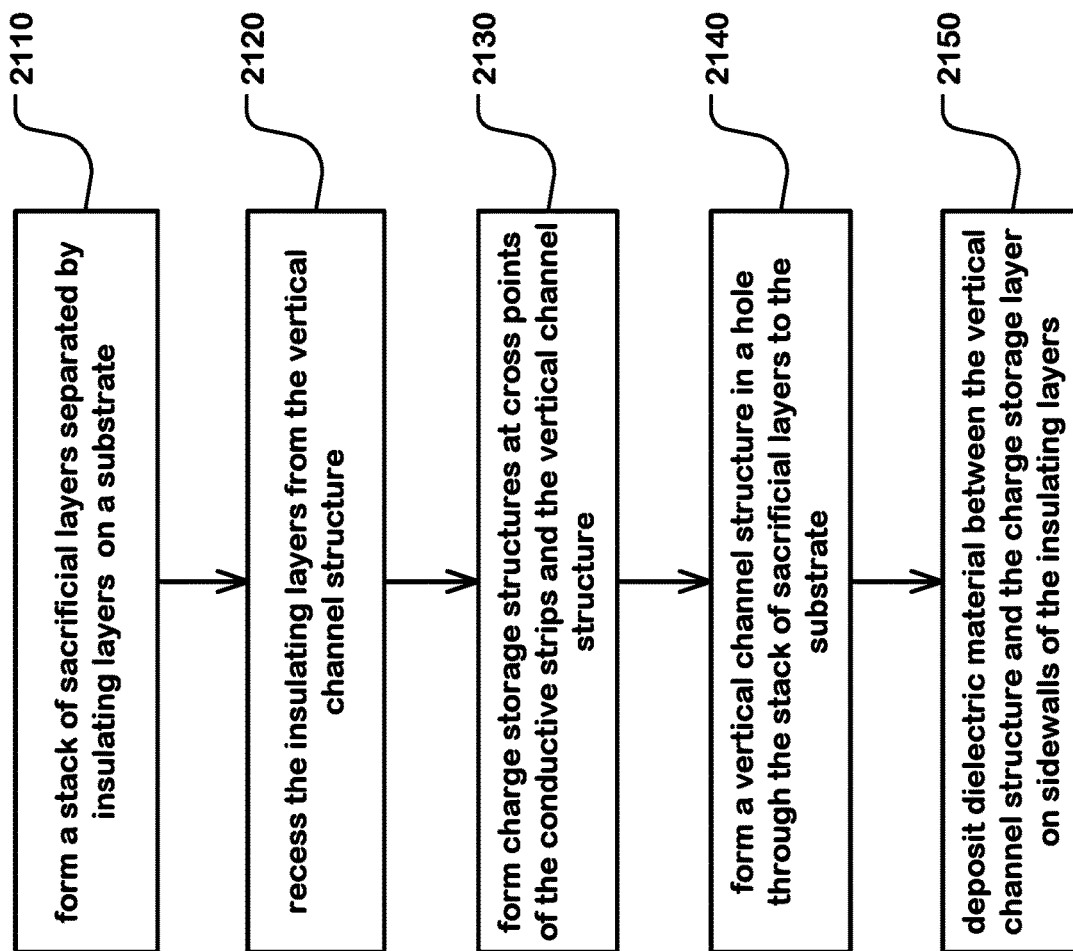 form a stack of sacrificial layers separated by
insulating layers on a substrate
2110
recess the insulating layers from the vertical
channel structure
2120
form charge storage structures at cross points
of the conductive strips and the vertical channel
structure
2130
form a vertical channel structure in a hole
through the stack of sacrificial layers to the
substrate
2140
deposit dielectric material between the vertical
channel structure and the charge storage layer
on sidewalls of the insulating layers
2150